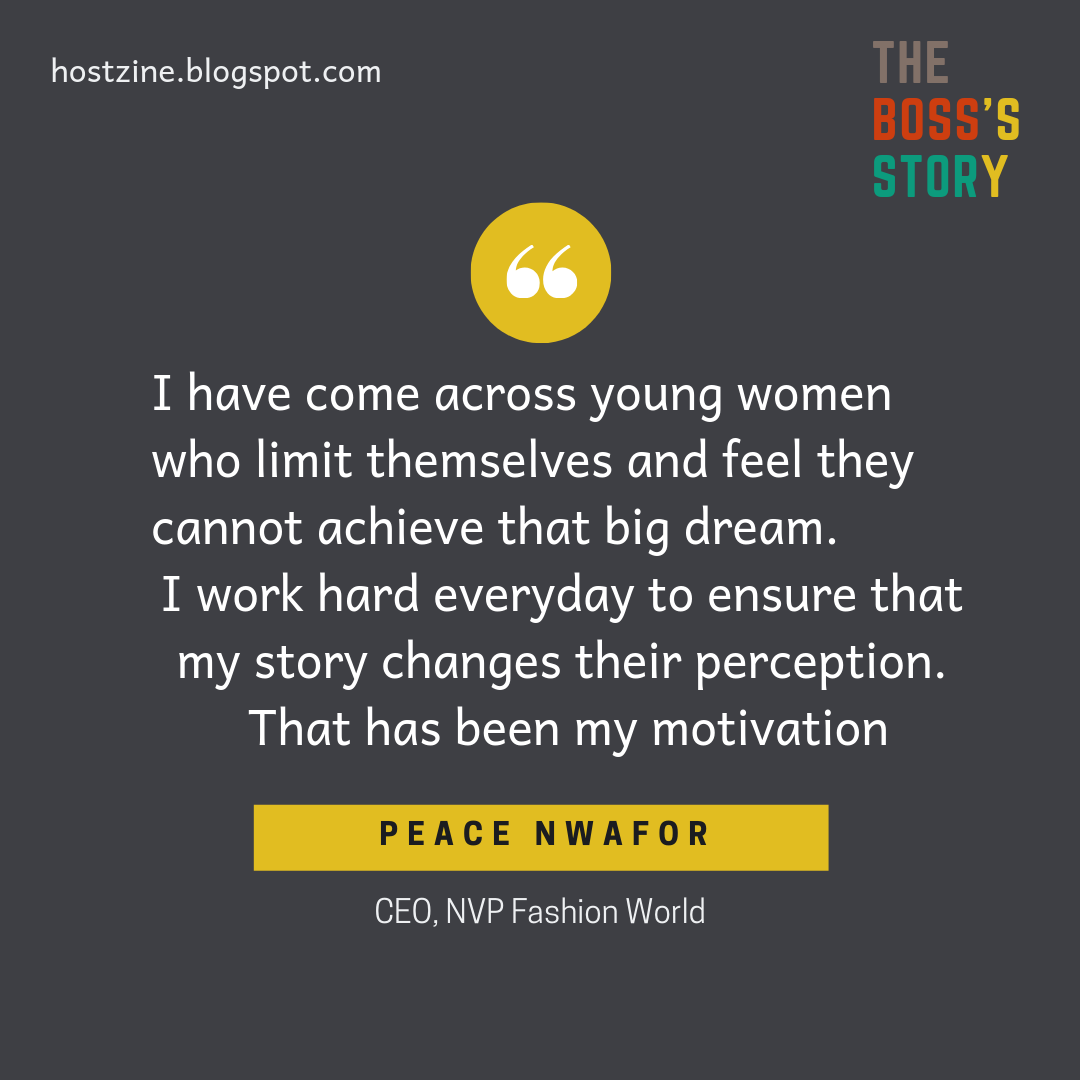 hostzine.blogspot.com
THE
BOSS'S
STORY
“
I have come across young women
who limit themselves and feel they
cannot achieve that big dream.
I work hard everyday to ensure that
my story changes their perception.
That has been my motivation
PEACE NWAFOR
CEO, NVP Fashion World